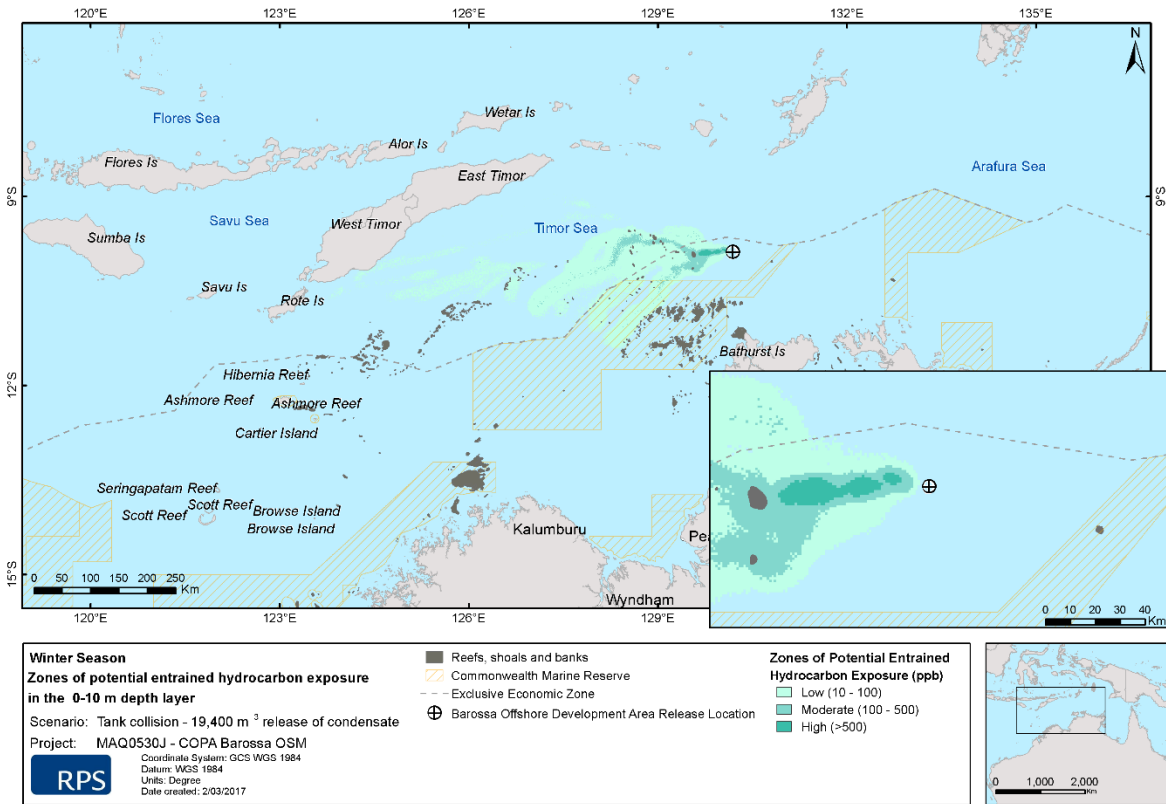 120°E 123°E 126°E 129°E 132°E 135°E
N
Flores Sea
Wetar Is
Alor Is
Flores Is
East Timor
Arafura Sea
9°S 9°S
Savu Sea
West Timor
Timor Sea
Sumba Is
Savu Is
Rote Is
Bathurst Is
Hibernia Reef
12°S
Ashmore Reef
Ashmore Reef
Cartier Island
Seringapatam Reef
Scott Reef
Scott Reef
Browse Island
Browse Island
Kalumburu
Pea
15°S
0 50 100 150 200 250
Km
Wyndham
0 10 20 30 40
Km
120°E 123°E 126°E 129°E 132°E 135°E
Winter Season
Zones of potential entrained hydrocarbon exposure
in the 0-10 m depth layer
Scenario: Tank collision - 19,400 m³ release of condensate
Project: MAQ0530J - COPA Barossa OSM
RPS
Coordinate System: GCS WGS 1984
Datum: WGS 1984
Units: Degree
Date created: 2/03/2017
Reefs, shoals and banks
Commonwealth Marine Reserve
Exclusive Economic Zone
Barossa Offshore Development Area Release Location
Zones of Potential Entrained
Hydrocarbon Exposure (ppb)
Low (10 - 100)
Moderate (100 - 500)
High (>500)
0 1,000 2,000
Km